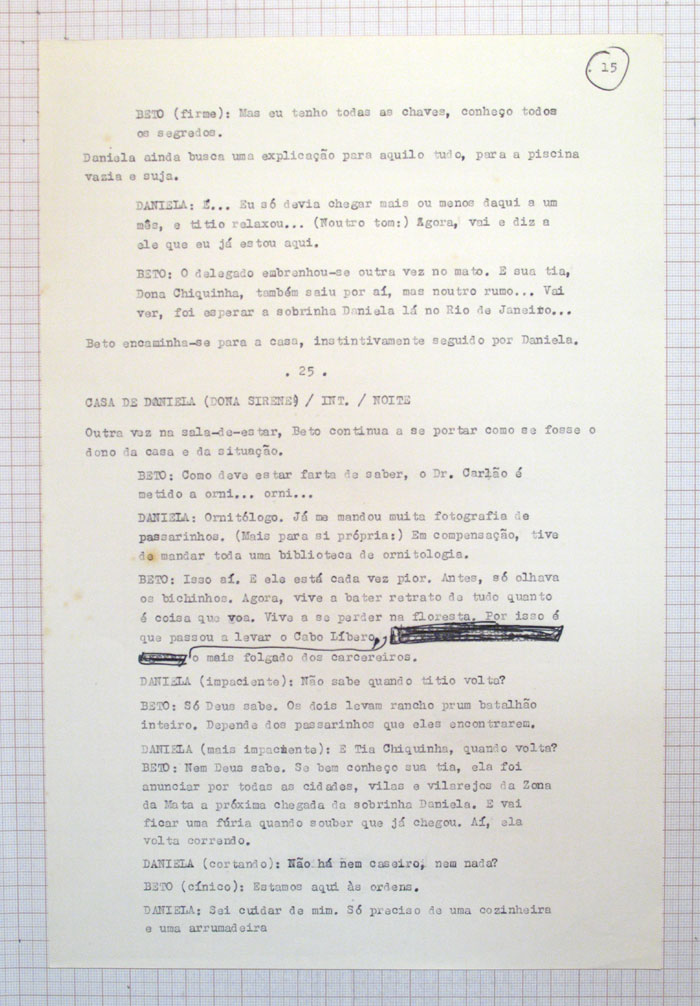 . 15
BETO (firme): Mas eu tenho todas as chaves, conheço todos
os segredos.
Daniela ainda busca uma explicação para aquilo tudo, para a piscina
vazia e suja.
DANIELA: É... Eu só devia chegar mais ou menos daqui a um
mês, e titio relaxou... (Noutro tom:) Agora, vai e diz a
ele que eu já estou aqui.
BETO: O delegado embrenhou-se outra vez no mato. E sua tia,
Dona Chiquinha, também saiu por aí, mas noutro rumo... Vai
ver, foi esperar a sobrinha Daniela lá no Rio de Janeiro...
Beto encaminha-se para a casa, instintivamente seguido por Daniela.
. 25 .
CASA DE DANIELA (DONA SIRENE) / INT. / NOITE
Outra vez na sala-de-estar, Beto continua a se portar como se fosse o
dono da casa e da situação.
BETO: Como deve estar farta de saber, o Dr. Carlão é
metido a orni... orni...
DANIELA: Ornitólogo. Já me mandou muita fotografia de
passarinhos. (Mais para si própria:) Em compensação, tive
de mandar toda uma biblioteca de ornitologia.
BETO: Isso aí. E ele está cada vez pior. Antes, só olhava
os bichinhos. Agora, vive a bater retrato de tudo quanto
é coisa que voa. Vive a se perder na floresta. Por isso é
que passou a levar o Cabo Líbero,
o mais folgado dos carcereiros.
DANIELA (impaciente): Não sabe quando titio volta?
BETO: Só Deus sabe. Os dois levam rancho prum batalhão
inteiro. Depende dos passarinhos que eles encontrarem.
DANIELA (mais impaciente): E Tia Chiquinha, quando volta?
BETO: Nem Deus sabe. Se bem conheço sua tia, ela foi
anunciar por todas as cidades, vilas e vilarejos da Zona
da Mata a próxima chegada da sobrinha Daniela. E vai
ficar uma fúria quando souber que já chegou. Aí, ela
volta correndo.
DANIELA (cortando): Não há nem caseiro, nem nada?
BETO (cínico): Estamos aqui às ordens.
DANIELA: Sei cuidar de mim. Só preciso de uma cozinheira
e uma arrumadeira